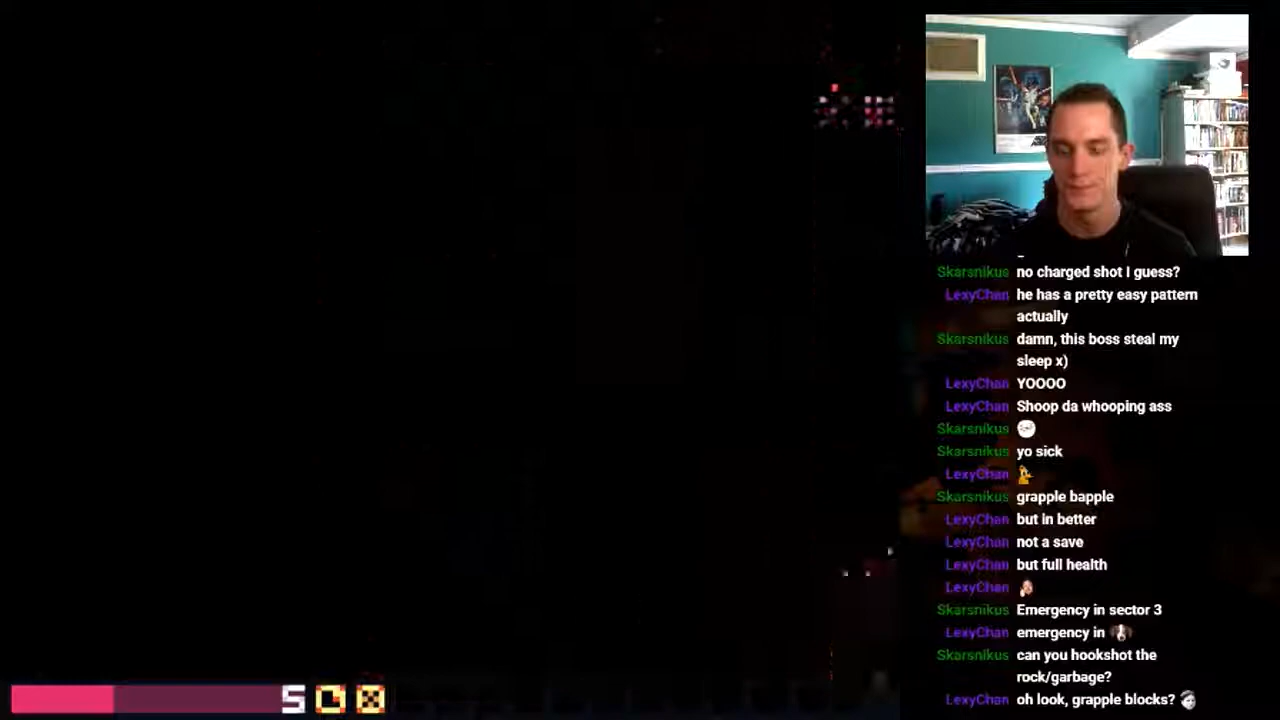 Skarsnikus no charged shot I guess?
LexyChan he has a pretty easy pattern
actually
Skarsnikus damn, this boss steal my
sleep x)
LexyChan YOOOO
LexyChan Shoop da whooping ass
Skarsnikus
Skarsnikus yo sick
LexyChan
Skarsnikus grapple bapple
LexyChan but in better
LexyChan not a save
LexyChan but full health
LexyChan
Skarsnikus Emergency in sector 3
LexyChan emergency in
Skarsnikus can you hookshot the
rock/garbage?
LexyChan oh look, grapple blocks?
5